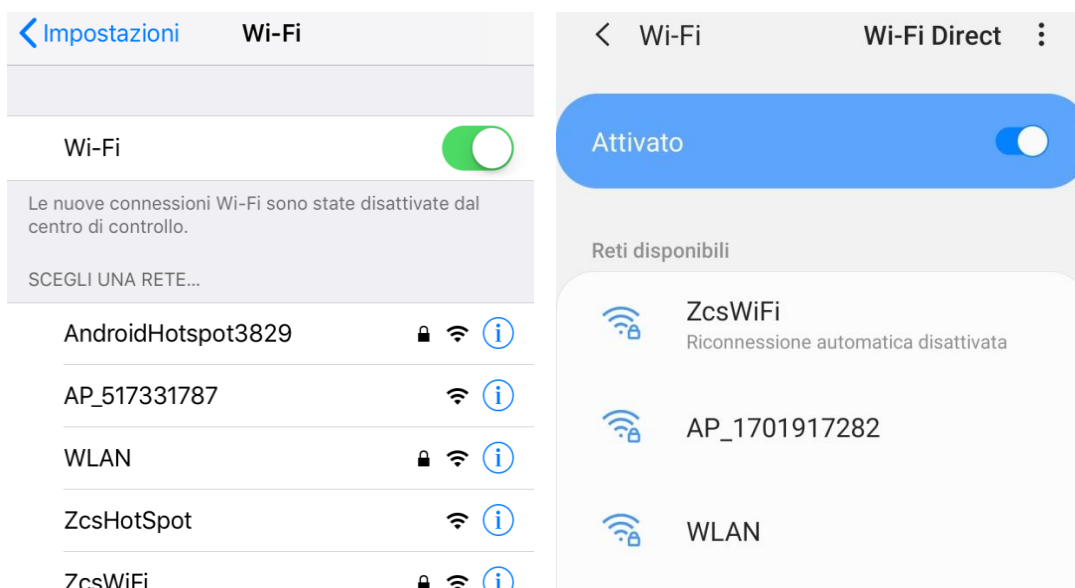 Impostazioni
Wi-Fi
Wi-Fi
Le nuove connessioni Wi-Fi sono state disattivate dal
centro di controllo.
SCEGLI UNA RETE...
AndroidHotspot3829
AP_517331787
WLAN
ZcsHotSpot
ZcsWiFi
Wi-Fi
Wi-Fi Direct
Attivato
Reti disponibili
ZcsWiFi
Riconnessione automatica disattivata
AP_1701917282
WLAN